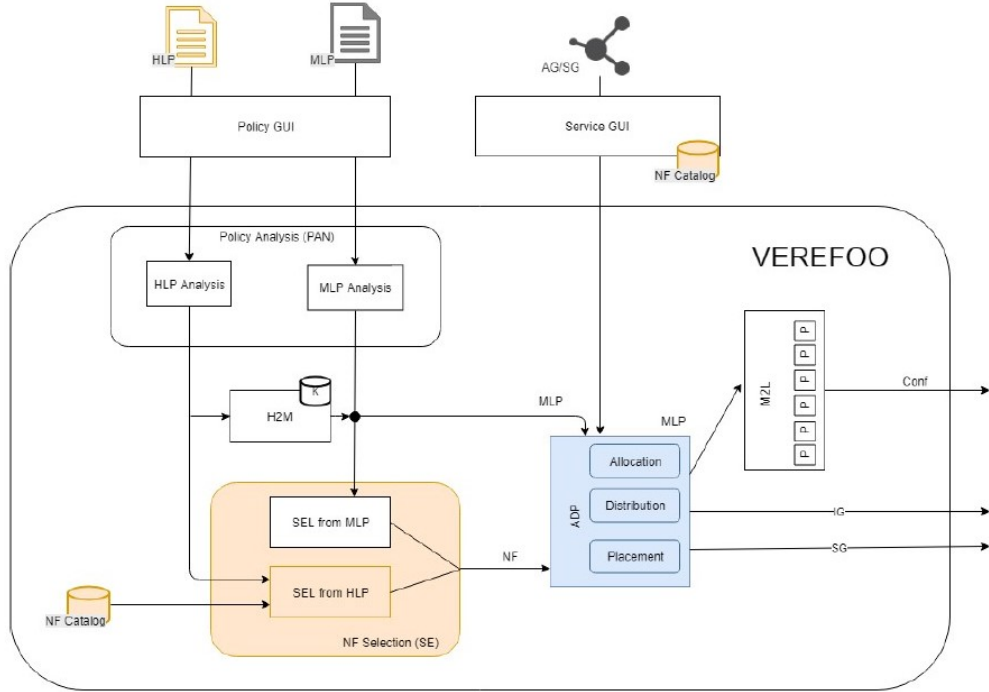 HLP
MLP
AG/SG
Policy GUI
Service GUI
NF Catalog
Policy Analysis (PAN)
VEREFOO
HLP Analysis
MLP Analysis
K
H2M
MLP
MLP
M2L
P
P
P
P
P
P
Conf
ADP
Allocation
Distribution
Placement
IG
SG
SEL from MLP
NF
SEL from HLP
NF Catalog
NF Selection (SE)